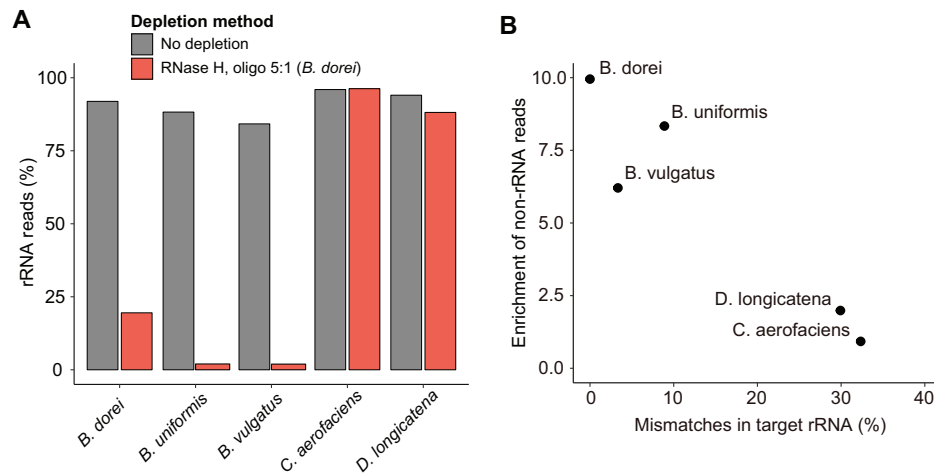 A
Depletion method
No depletion
RNase H, oligo 5:1 (B. dorei)
rRNA reads (%)
100
75
50
25
0
B. dorei
B. uniformis
B. vulgatus
C. aerofaciens
D. longicatena
B
Enrichment of non-rRNA reads
10.0
7.5
5.0
2.5
0.0
B. dorei
B. uniformis
B. vulgatus
D. longicatena
C. aerofaciens
0 10 20 30 40
Mismatches in target rRNA (%)